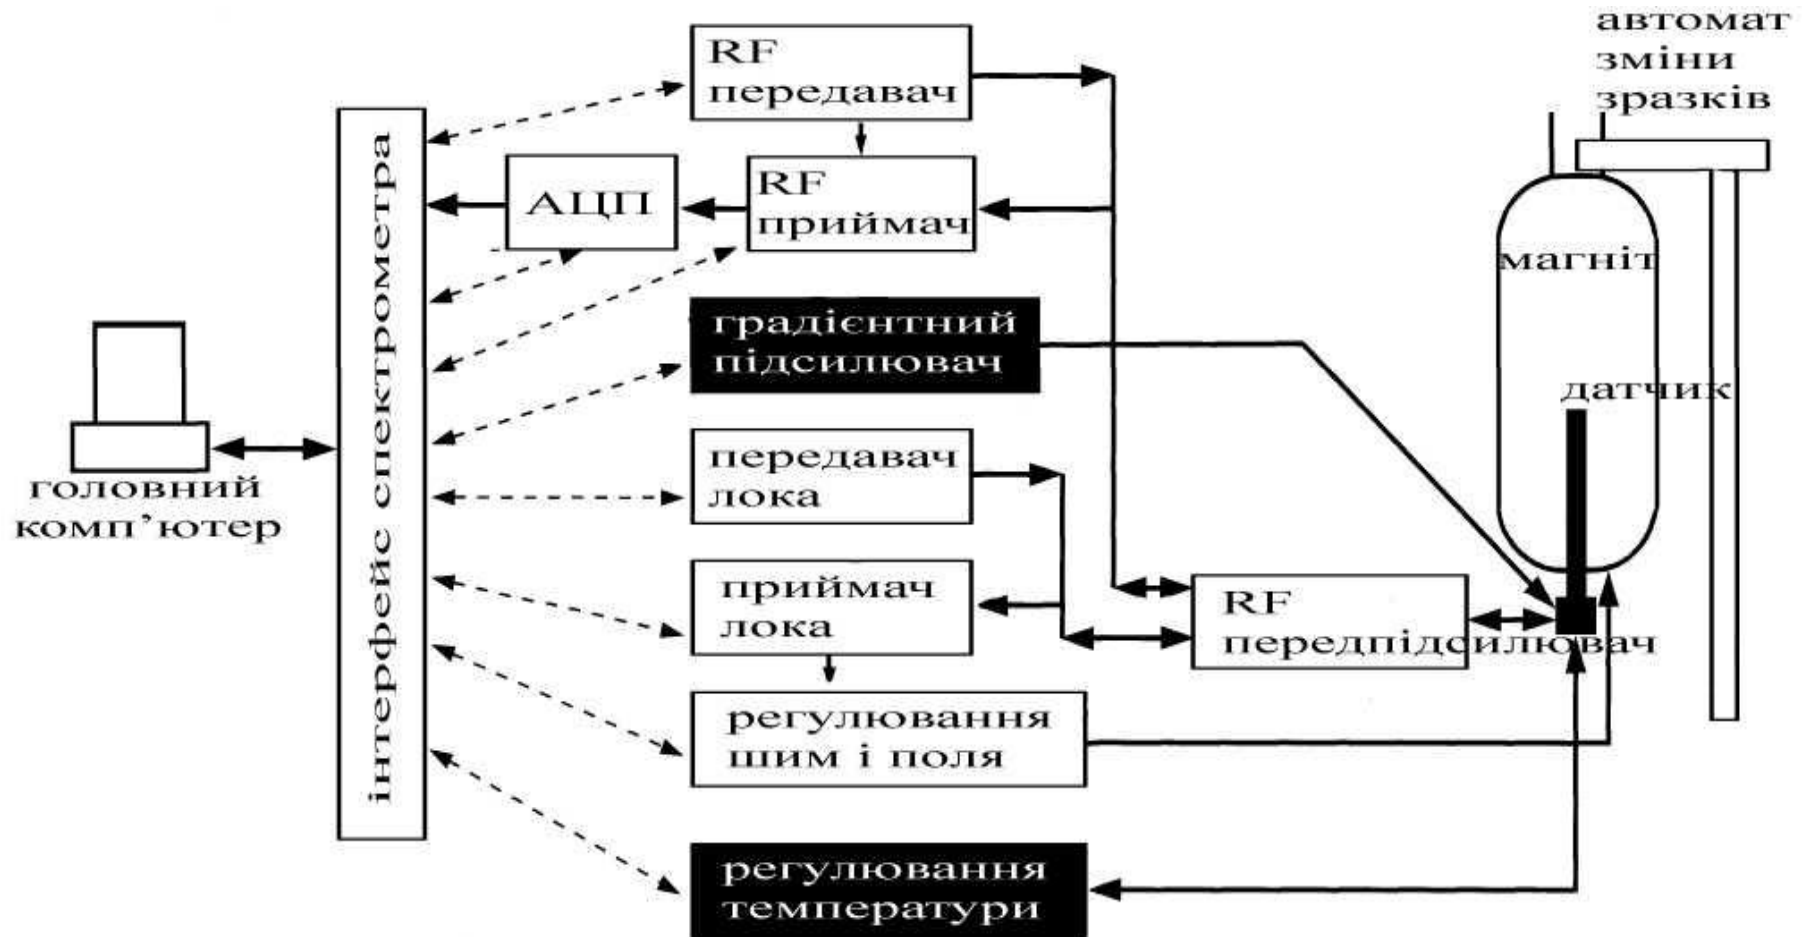 автомат
зміни
зразків
RF
передавач
АЦП
RF
приймач
магніт
градієнтний
підсилювач
датчик
інтерфейс спектрометра
головний
комп’ютер
передавач
лока
приймач
лока
RF
передпідсилювач
регулювання
шим і поля
регулювання
температури